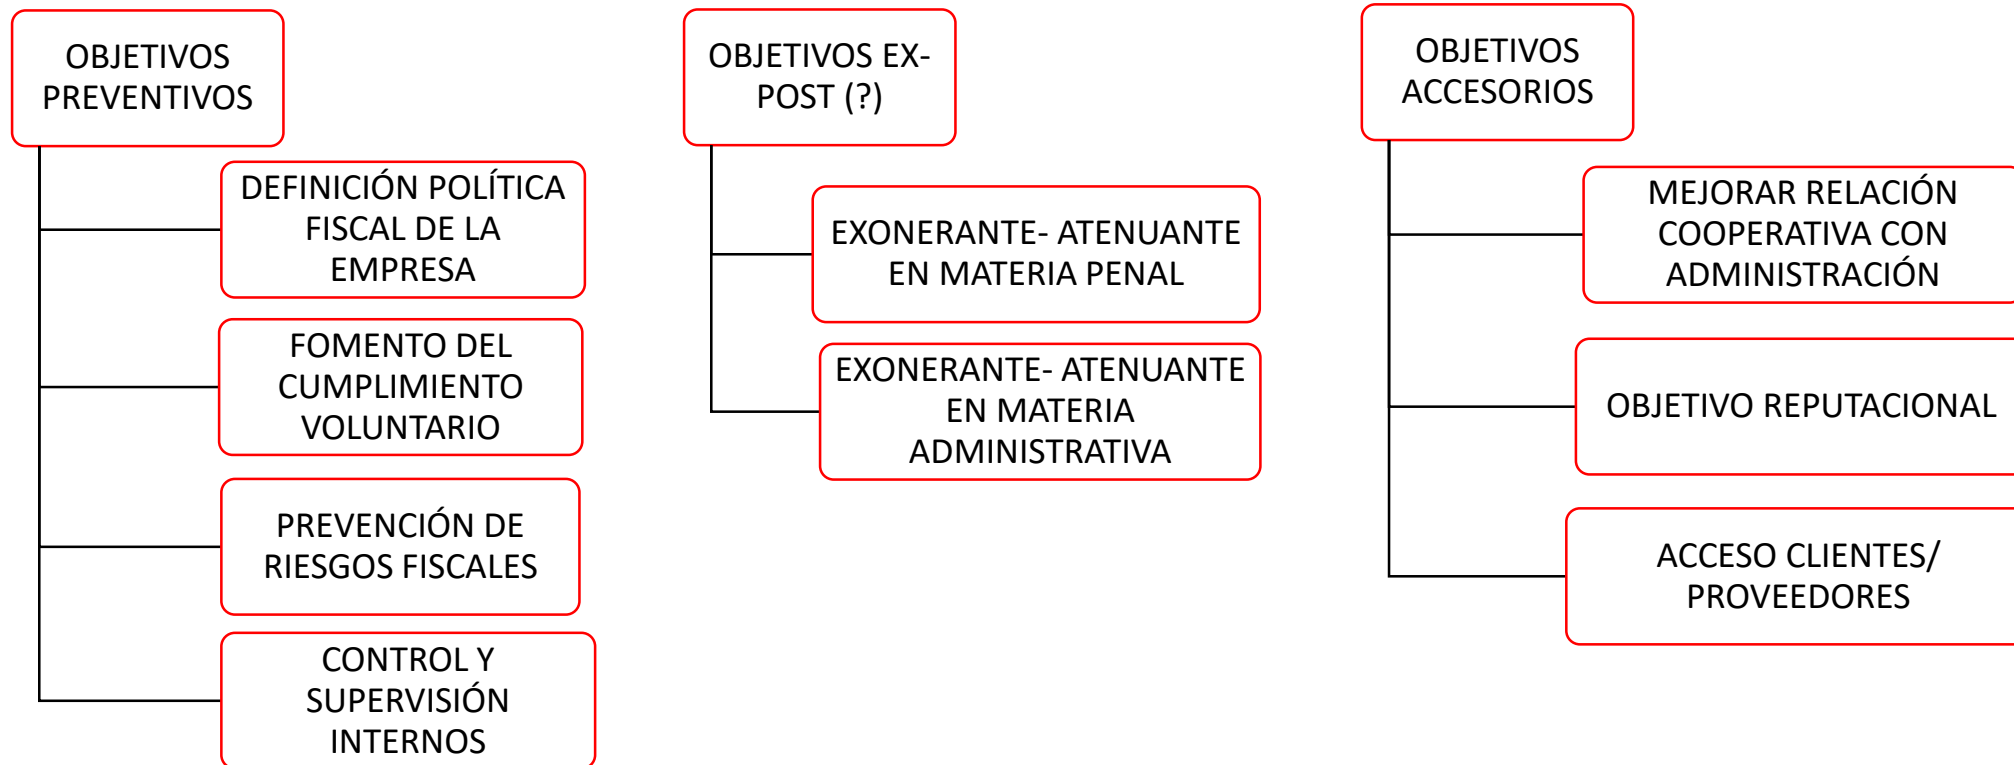 OBJETIVOS
PREVENTIVOS
DEFINICIÓN POLÍTICA
FISCAL DE LA
EMPRESA
FOMENTO DEL
CUMPLIMIENTO
VOLUNTARIO
PREVENCIÓN DE
RIESGOS FISCALES
CONTROL Y
SUPERVISIÓN
INTERNOS
OBJETIVOS EX-
POST (?)
EXONERANTE- ATENUANTE
EN MATERIA PENAL
EXONERANTE- ATENUANTE
EN MATERIA
ADMINISTRATIVA
OBJETIVOS
ACCESORIOS
MEJORAR RELACIÓN
COOPERATIVA CON
ADMINISTRACIÓN
OBJETIVO REPUTACIONAL
ACCESO CLIENTES/
PROVEEDORES